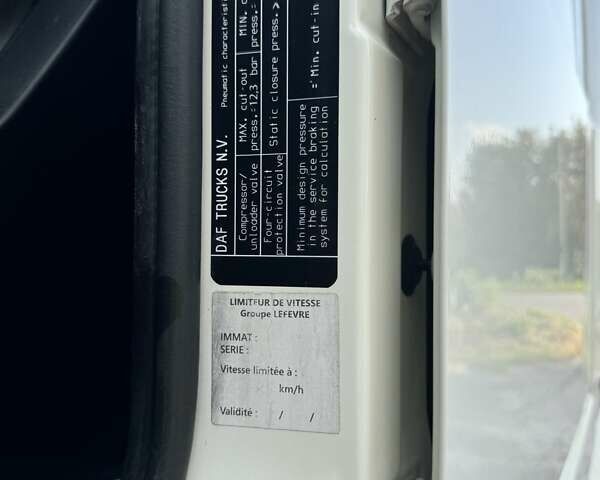 DAF TRUCKS N.V. Pneumatic characterist
Compressor/ MAX. cut-out MIN.
unloader valve press.:12,3 bar press.
Four-circuit Static closure press.>
protection valve
Minimum design pressure
in the service braking =' Min. cut-in
system for calculation
LIMITEUR DE VITESSE
Groupe LEFEVRE
IMMAT :
SERIE :
Vitesse limitée à :
km/h
Validité : / /